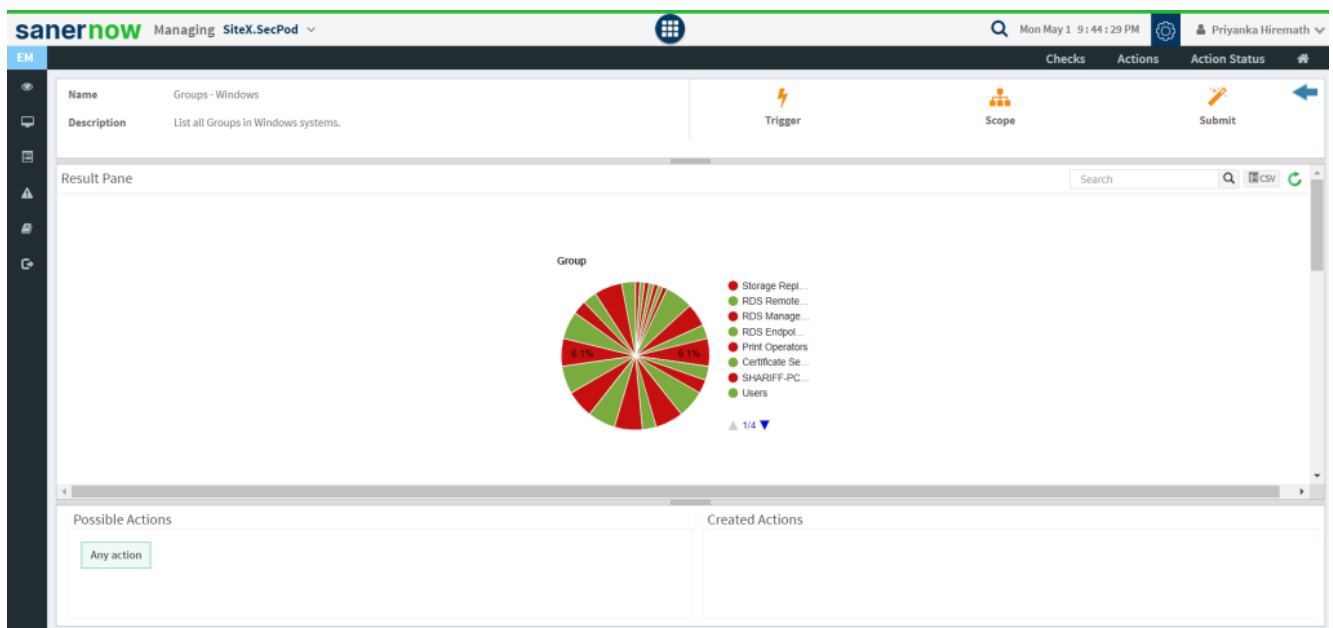 sanernow Managing SiteX.SecPod Mon May 1 9:44:29 PM Priyanka Hiremath
EM Checks Actions Action Status
Name Groups - Windows
Description List all Groups in Windows systems.
Trigger Scope Submit
Result Pane Search CSV
Group
Storage Repl...
RDS Remote...
RDS Manage...
RDS Endpoi...
Print Operators
Certificate Se...
SHARIFF-PC...
Users
6.1% 6.1%
1/4
Possible Actions Created Actions
Any action